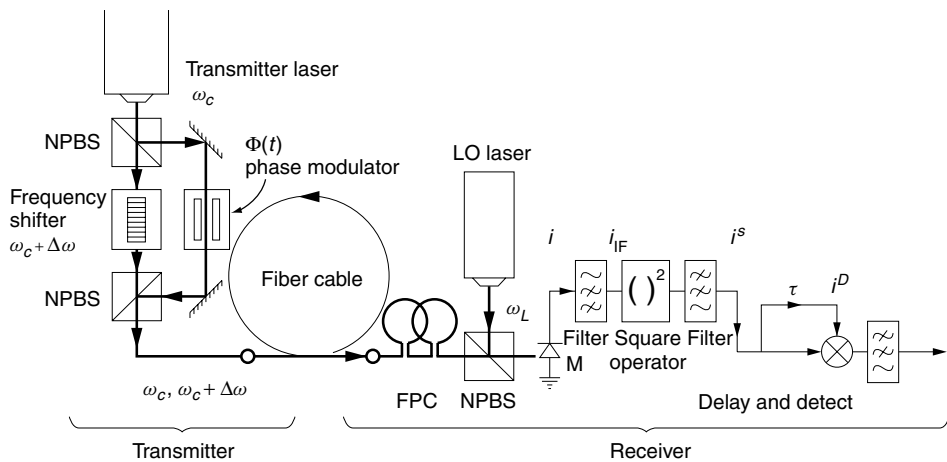 Transmitter laser
ω_c
NPBS
Φ(t)
phase modulator
Frequency
shifter
ω_c + Δω
NPBS
Fiber cable
LO laser
ω_L
i
i_IF
( )²
i^s
τ
i^D
Filter Square Filter
operator
M
ω_c, ω_c + Δω
FPC
NPBS
Delay and detect
Transmitter
Receiver